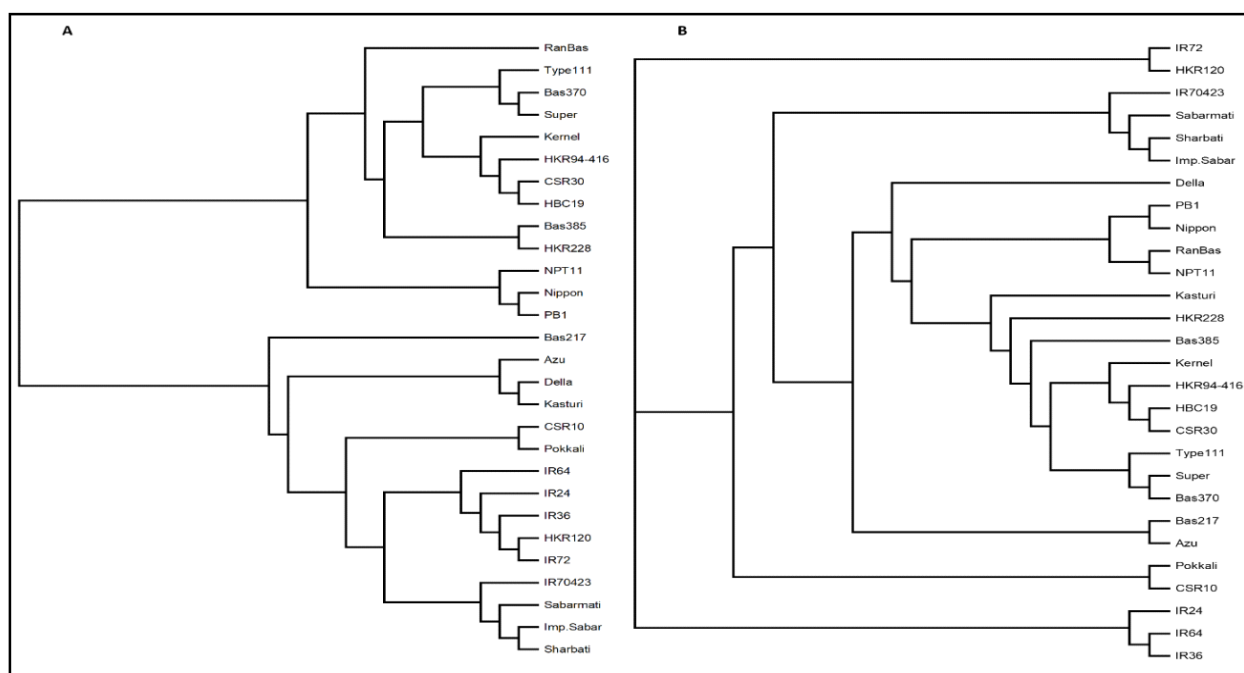 A
RanBas
Type111
Bas370
Super
Kernel
HKR94-416
CSR30
HBC19
Bas385
HKR228
NPT11
Nippon
PB1
Bas217
Azu
Della
Kasturi
CSR10
Pokkali
IR64
IR24
IR36
HKR120
IR72
IR70423
Sabarmati
Imp.Sabar
Sharbati
B
IR72
HKR120
IR70423
Sabarmati
Sharbati
Imp.Sabar
Della
PB1
Nippon
RanBas
NPT11
Kasturi
HKR228
Bas385
Kernel
HKR94-416
HBC19
CSR30
Type111
Super
Bas370
Bas217
Azu
Pokkali
CSR10
IR24
IR64
IR36